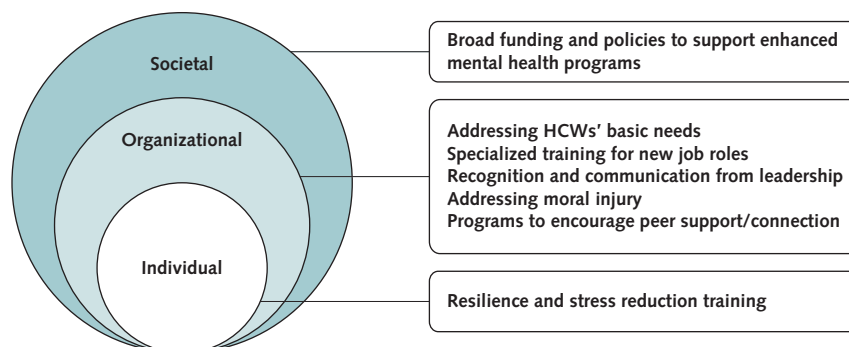 Societal
Broad funding and policies to support enhanced
mental health programs
Organizational
Addressing HCWs' basic needs
Specialized training for new job roles
Recognition and communication from leadership
Addressing moral injury
Programs to encourage peer support/connection
Individual
Resilience and stress reduction training